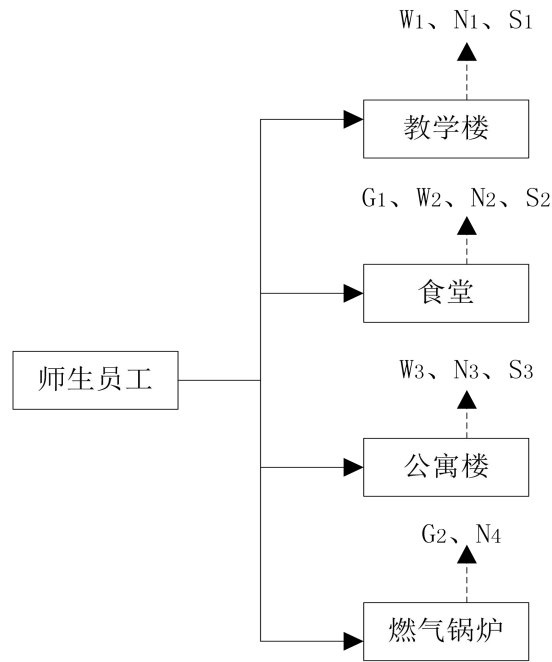 W1、N1、S1
教学楼
G1、W2、N2、S2
食堂
师生员工
W3、N3、S3
公寓楼
G2、N4
燃气锅炉